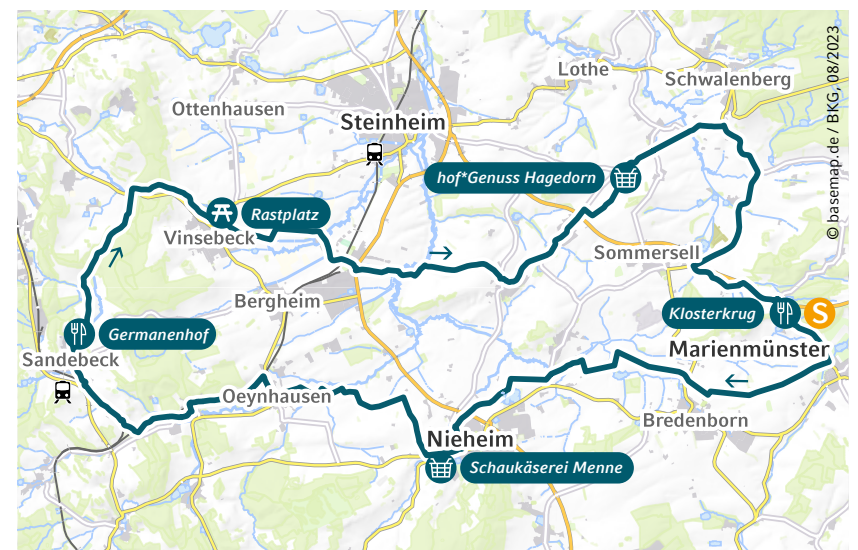 Lothe
Schwalenberg
© basemap.de / BKG, 08/2023
Ottenhausen
Steinheim
hof*Genuss Hagedorn
Rastplatz
Vinsebeck
Sommersell
Bergheim
Klosterkrug
S
Germanenhof
Sandebeck
Marienmünster
Oeynhausen
Bredenborn
Nieheim
Schaukäserei Menne